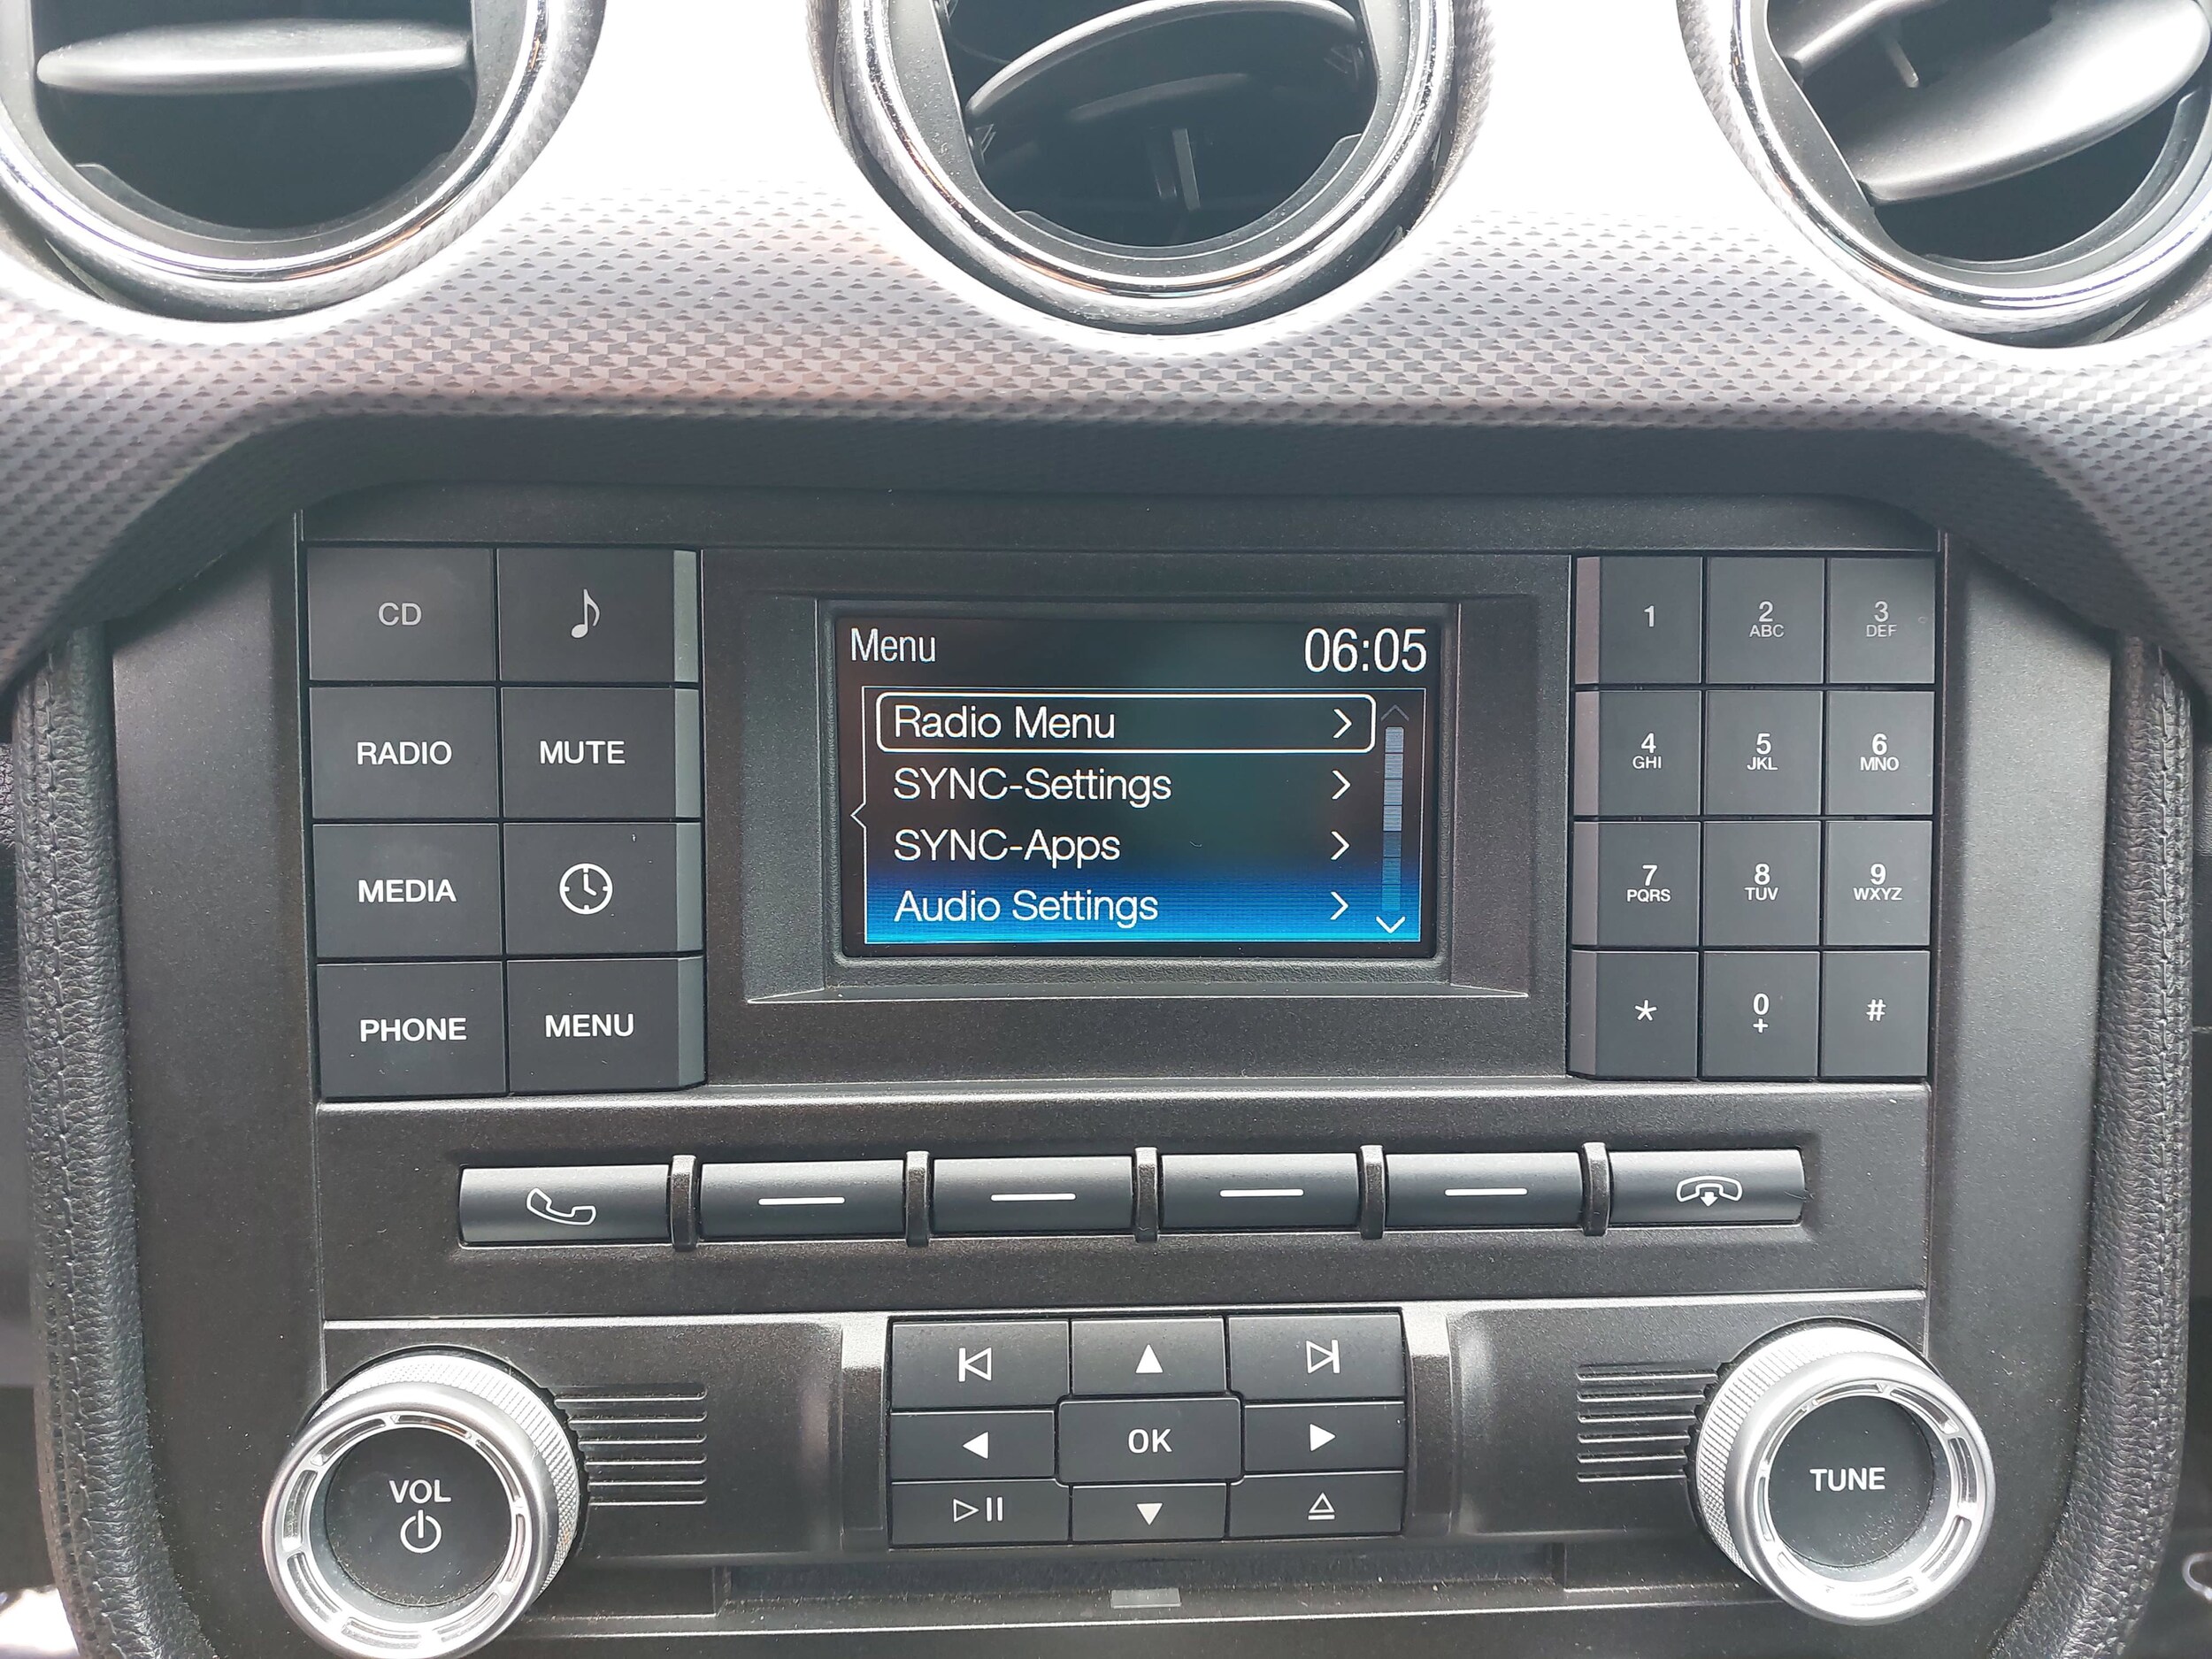 CD
RADIO MUTE
MEDIA
PHONE MENU
Menu 06:05
Radio Menu
SYNC-Settings
SYNC-Apps
Audio Settings
1 2 3
ABC DEF
4 5 6
GHI JKL MNO
7 8 9
PQRS TUV WXYZ
* 0 #
+
VOL
OK
TUNE